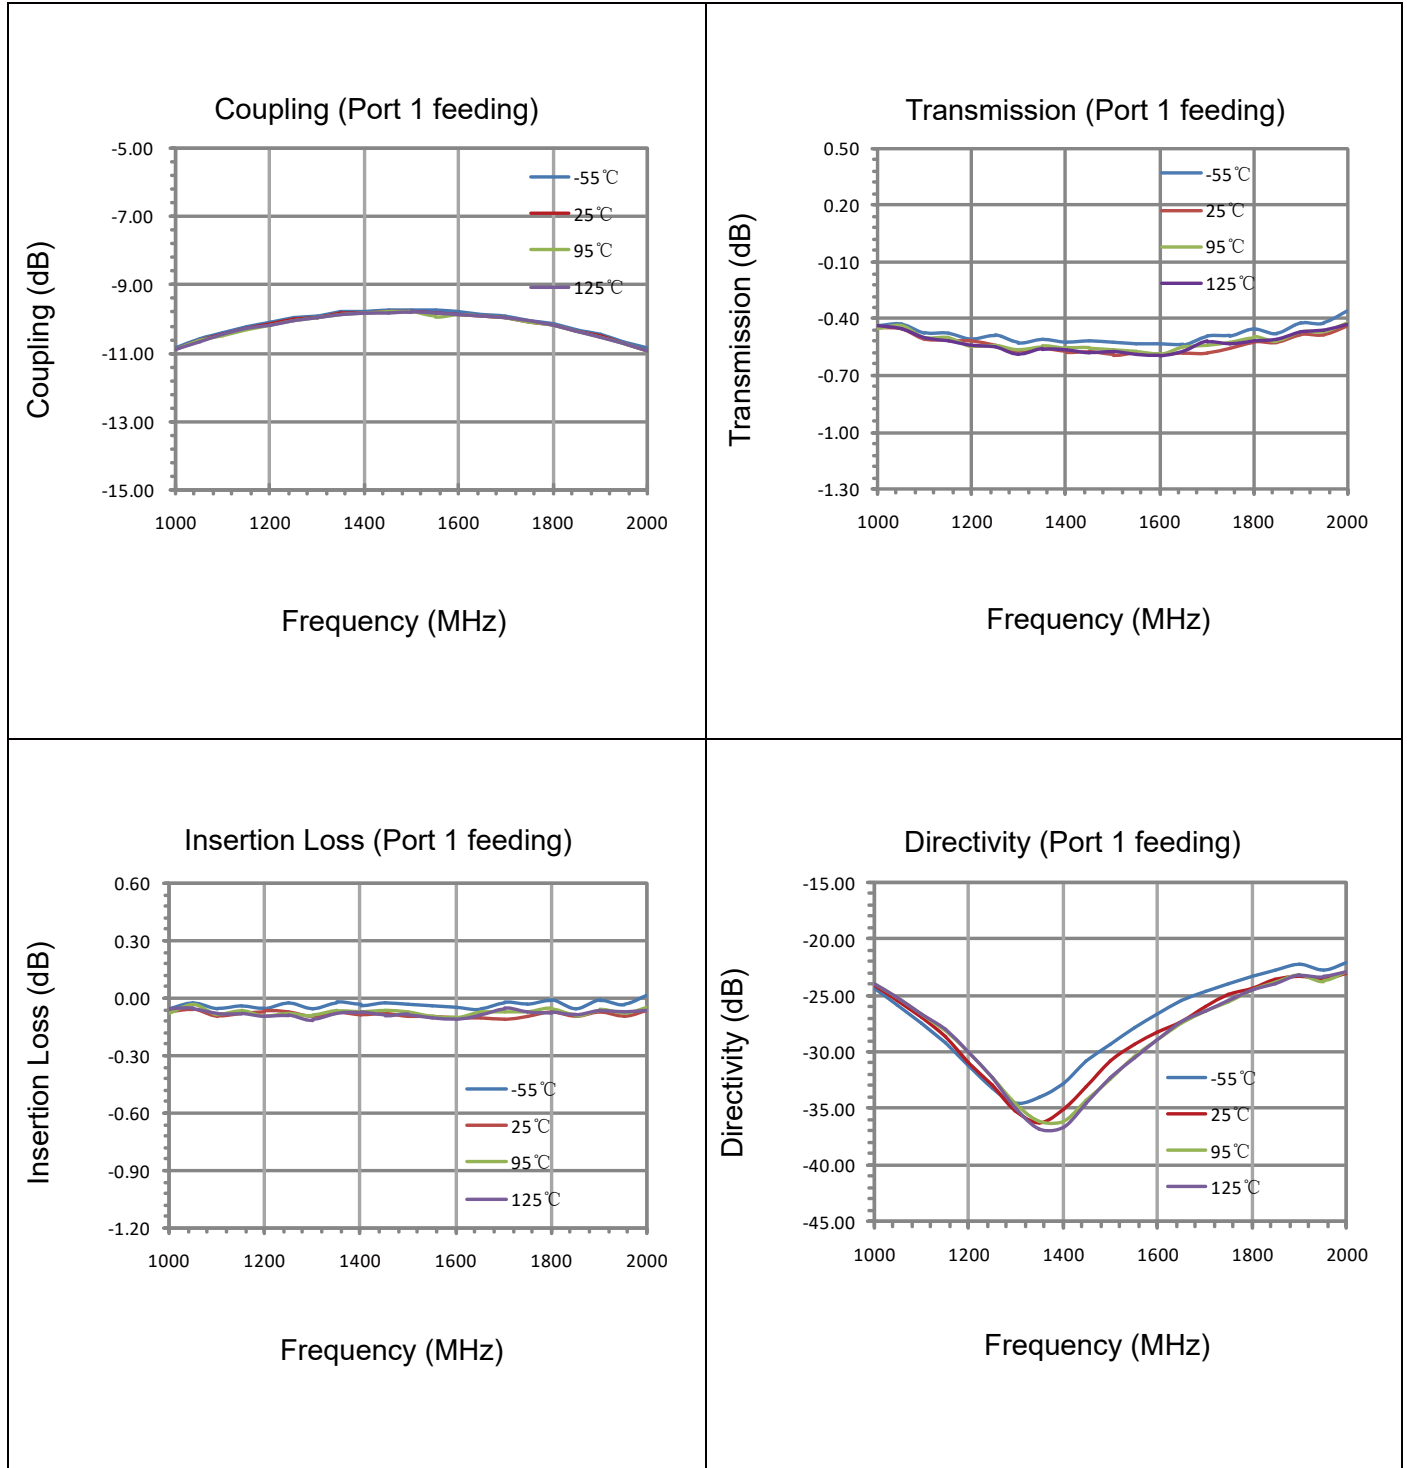 Coupling (Port 1 feeding)
Coupling (dB)
-5.00
-7.00
-9.00
-11.00
-13.00
-15.00
-55℃
25℃
95℃
125℃
1000 1200 1400 1600 1800 2000
Frequency (MHz)
Transmission (Port 1 feeding)
Transmission (dB)
0.50
0.20
-0.10
-0.40
-0.70
-1.00
-1.30
-55℃
25℃
95℃
125℃
1000 1200 1400 1600 1800 2000
Frequency (MHz)
Insertion Loss (Port 1 feeding)
Insertion Loss (dB)
0.60
0.30
0.00
-0.30
-0.60
-0.90
-1.20
-55℃
25℃
95℃
125℃
1000 1200 1400 1600 1800 2000
Frequency (MHz)
Directivity (Port 1 feeding)
Directivity (dB)
-15.00
-20.00
-25.00
-30.00
-35.00
-40.00
-45.00
-55℃
25℃
95℃
125℃
1000 1200 1400 1600 1800 2000
Frequency (MHz)